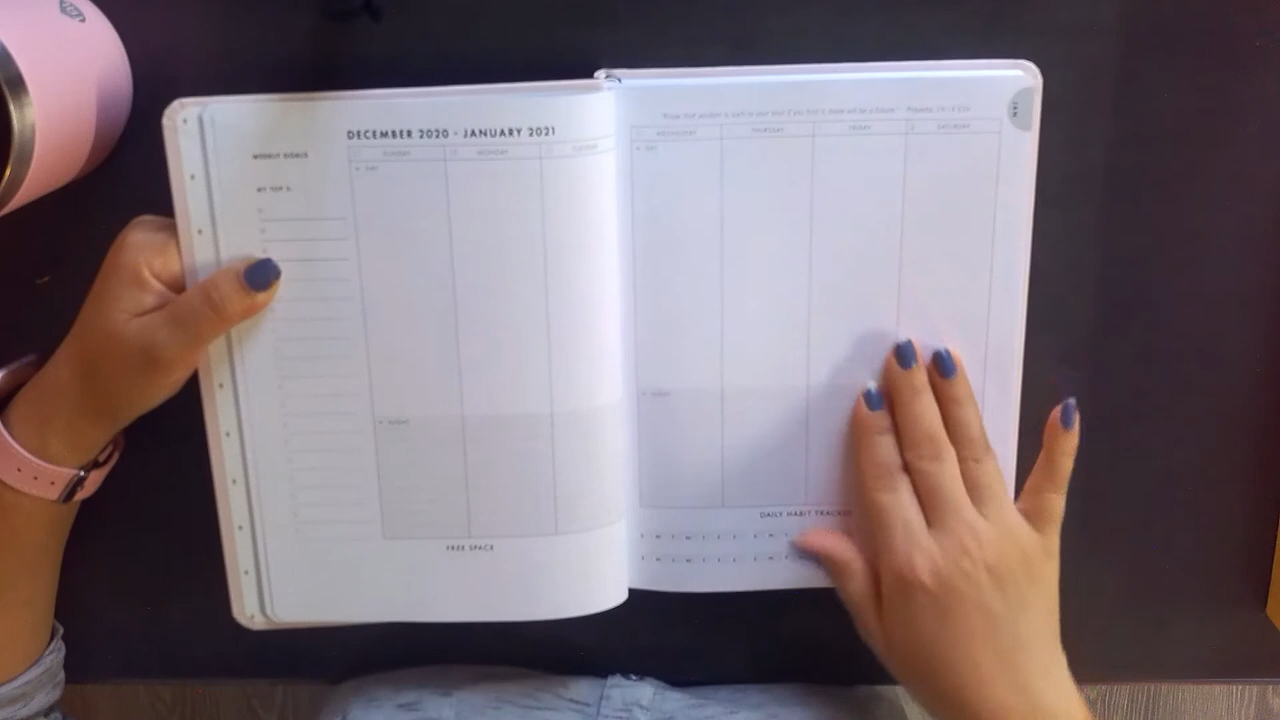 DECEMBER 2020 - JANUARY 2021
WEEKLY GOALS
SUNDAY
MONDAY
TUESDAY
MY TOP 3:
DAY
NIGHT
FREE SPACE
JAN
WEDNESDAY
THURSDAY
FRIDAY
SATURDAY
DAY
NIGHT
DAILY HABIT TRACKER